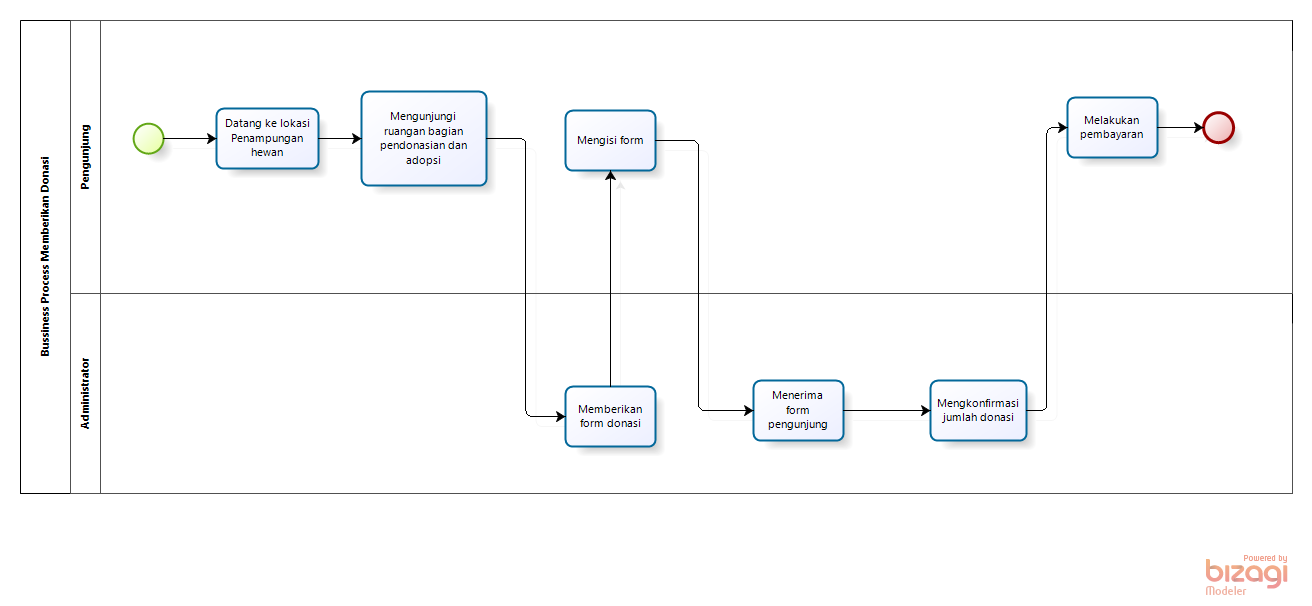 Bussiness Process Memberikan Donasi
Pengunjung
Datang ke lokasi
Penampungan
hewan
Mengunjungi
ruangan bagian
pendonasian dan
adopsi
Mengisi form
Melakukan
pembayaran
Administrator
Memberikan
form donasi
Menerima
form
pengunjung
Mengkonfirmasi
jumlah donasi
Powered by
bizagi
Modeler